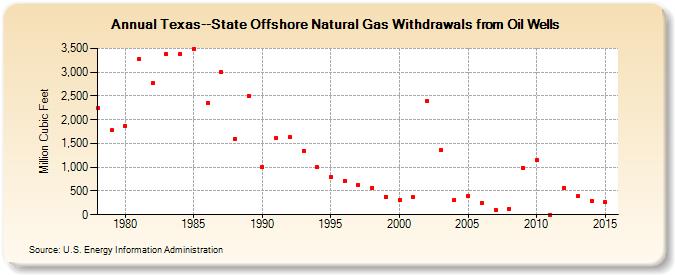 Annual Texas--State Offshore Natural Gas Withdrawals from Oil Wells
Million Cubic Feet
3,500
3,000
2,500
2,000
1,500
1,000
500
0
1980 1985 1990 1995 2000 2005 2010 2015
Source: U.S. Energy Information Administration